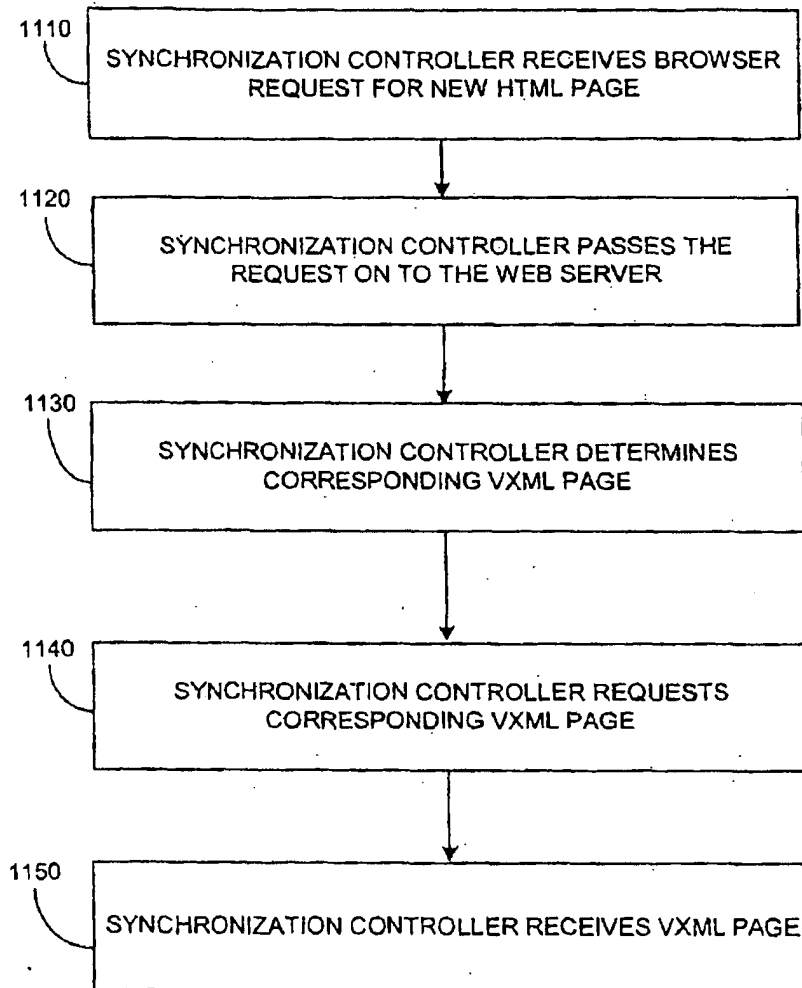 1110
SYNCHRONIZATION CONTROLLER RECEIVES BROWSER
REQUEST FOR NEW HTML PAGE
1120
SYNCHRONIZATION CONTROLLER PASSES THE
REQUEST ON TO THE WEB SERVER
1130
SYNCHRONIZATION CONTROLLER DETERMINES
CORRESPONDING VXML PAGE
1140
SYNCHRONIZATION CONTROLLER REQUESTS
CORRESPONDING VXML PAGE
1150
SYNCHRONIZATION CONTROLLER RECEIVES VXML PAGE